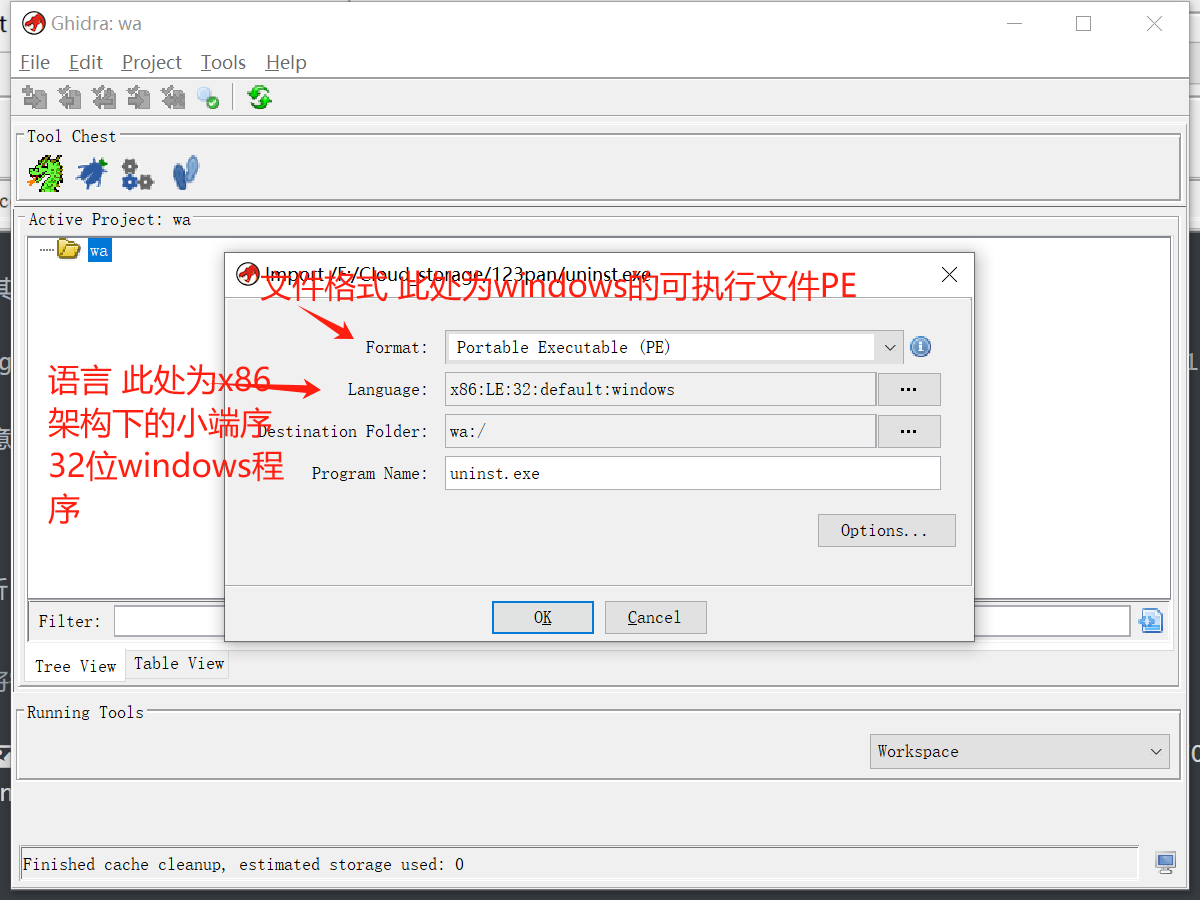 Ghidra: wa
File Edit Project Tools Help
Tool Chest
Active Project: wa
wa
Import /F:/Cloud_storage/123pan/uninst.exe
文件格式 此处为windows的可执行文件PE
Format: Portable Executable (PE)
语言 此处为x86
架构下的小端序
32位windows程
序
Language: x86:LE:32:default:windows
Destination Folder: wa:/
Program Name: uninst.exe
Options...
OK Cancel
Filter:
Tree View Table View
Running Tools
Workspace
Finished cache cleanup, estimated storage used: 0